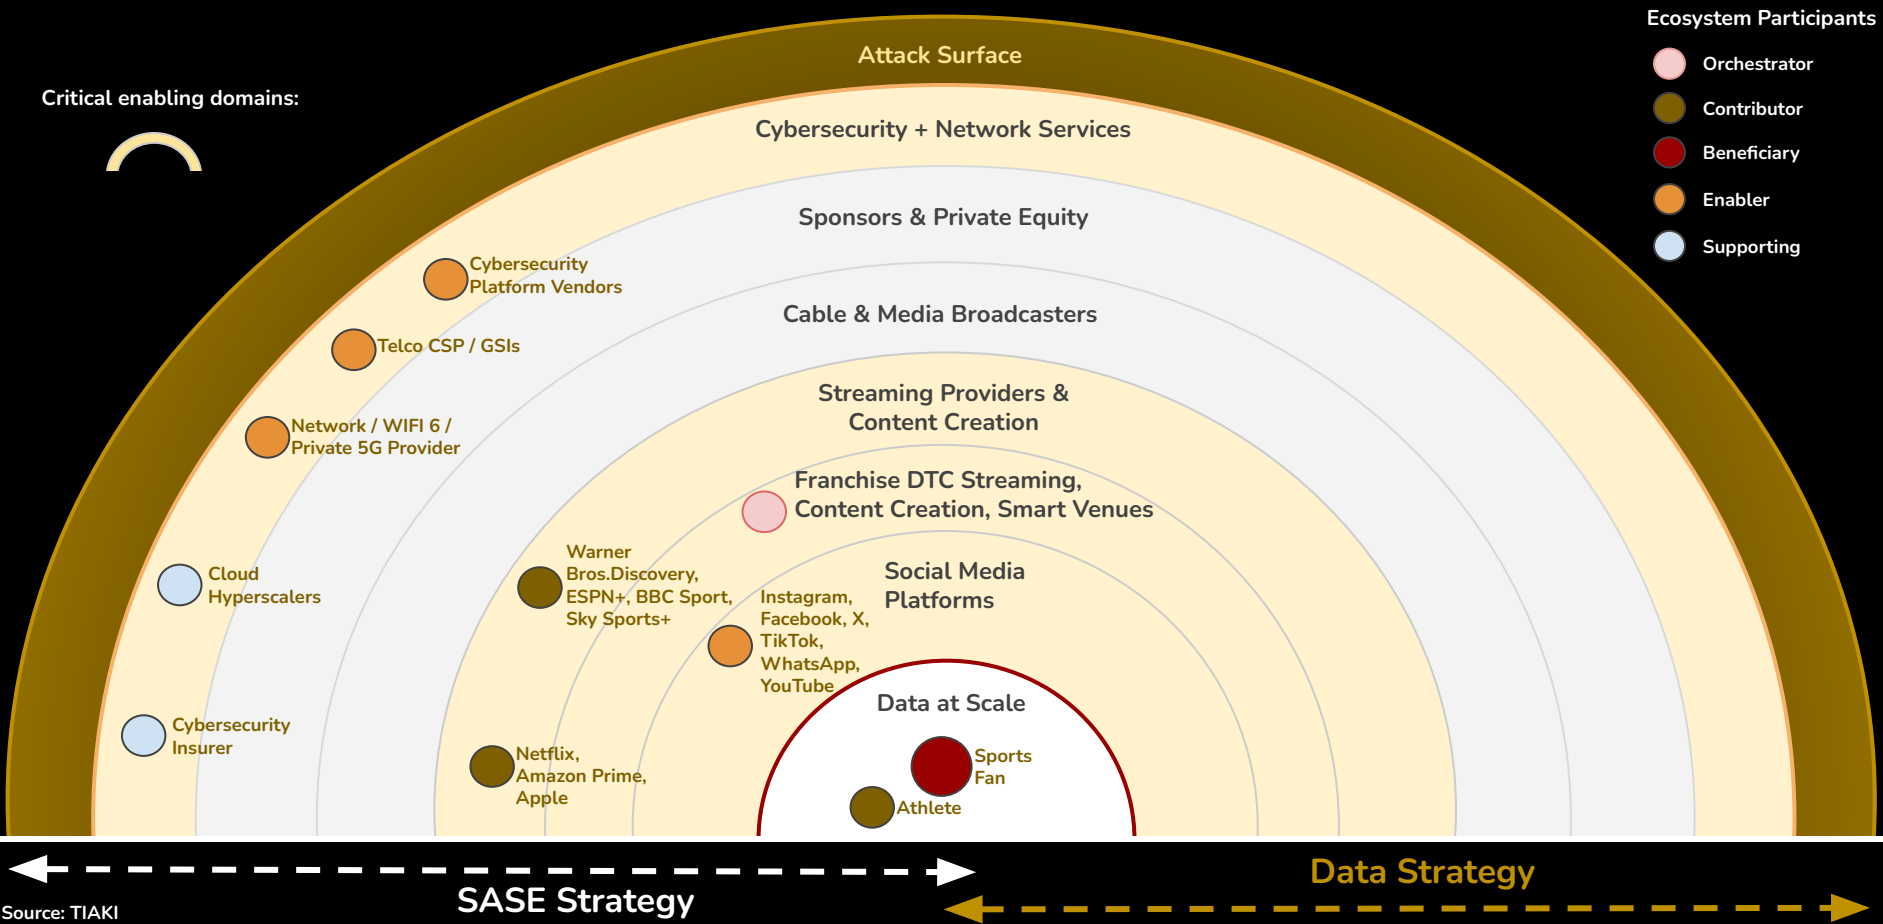 Ecosystem Participants
Orchestrator
Contributor
Beneficiary
Enabler
Supporting
Critical enabling domains:
Attack Surface
Cybersecurity + Network Services
Sponsors & Private Equity
Cable & Media Broadcasters
Streaming Providers &
Content Creation
Franchise DTC Streaming,
Content Creation, Smart Venues
Social Media
Platforms
Data at Scale
Cybersecurity
Platform Vendors
Telco CSP / GSIs
Network / WIFI 6 /
Private 5G Provider
Cloud
Hyperscalers
Cybersecurity
Insurer
Warner
Bros.Discovery,
ESPN+, BBC Sport,
Sky Sports+
Netflix,
Amazon Prime,
Apple
Instagram,
Facebook, X,
TikTok,
WhatsApp,
YouTube
Sports
Fan
Athlete
SASE Strategy
Data Strategy
Source: TIAKI